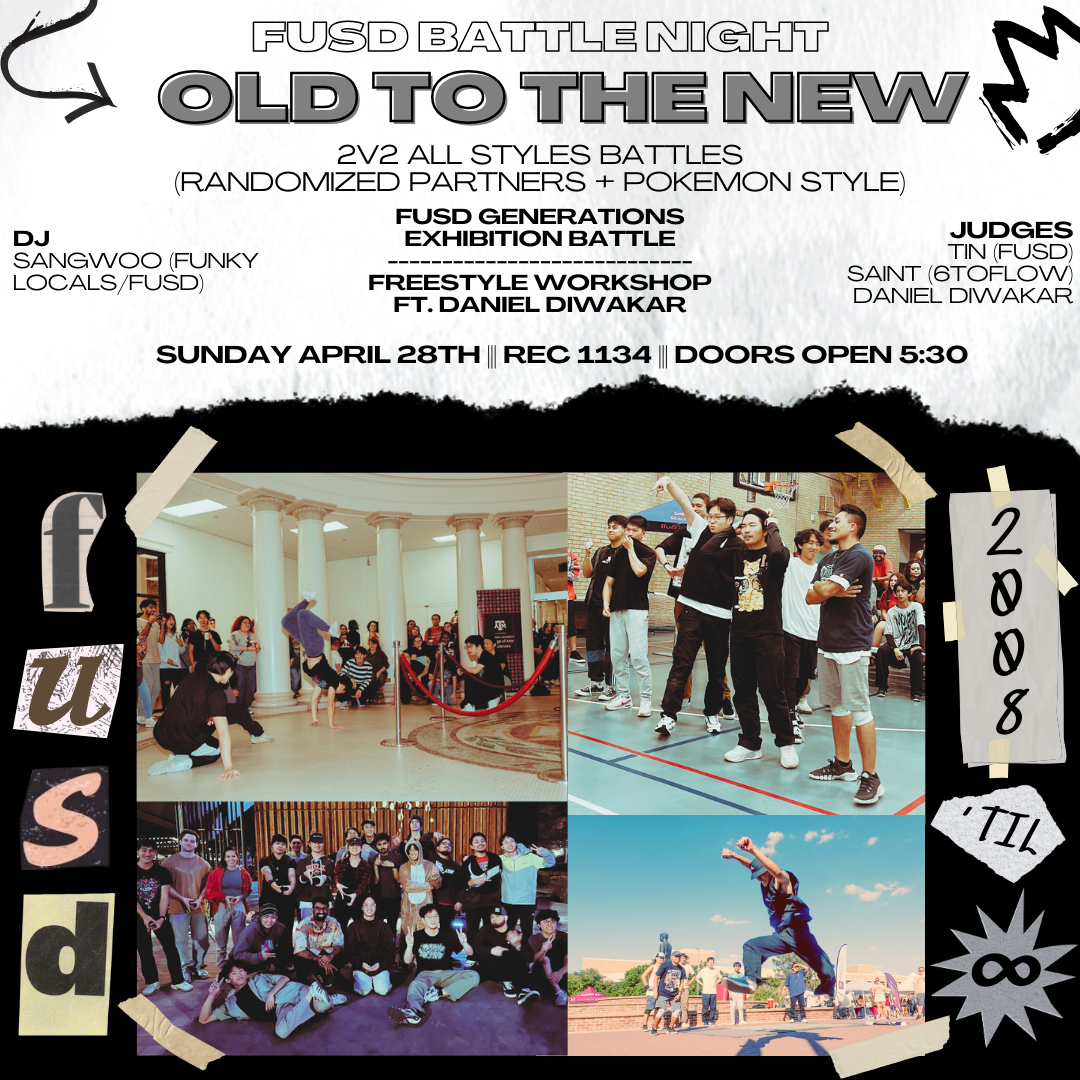 FUSD BATTLE NIGHT
OLD TO THE NEW
2V2 ALL STYLES BATTLES
(RANDOMIZED PARTNERS + POKEMON STYLE)
FUSD GENERATIONS
EXHIBITION BATTLE
----------------------------
FREESTYLE WORKSHOP
FT. DANIEL DIWAKAR
DJ
SANGWOO (FUNKY
LOCALS/FUSD)
JUDGES
TIN (FUSD)
SAINT (6TOFLOW)
DANIEL DIWAKAR
SUNDAY APRIL 28TH ||| REC 1134 ||| DOORS OPEN 5:30
f
u
s
d
2
0
0
8
'TIL
∞
ATM